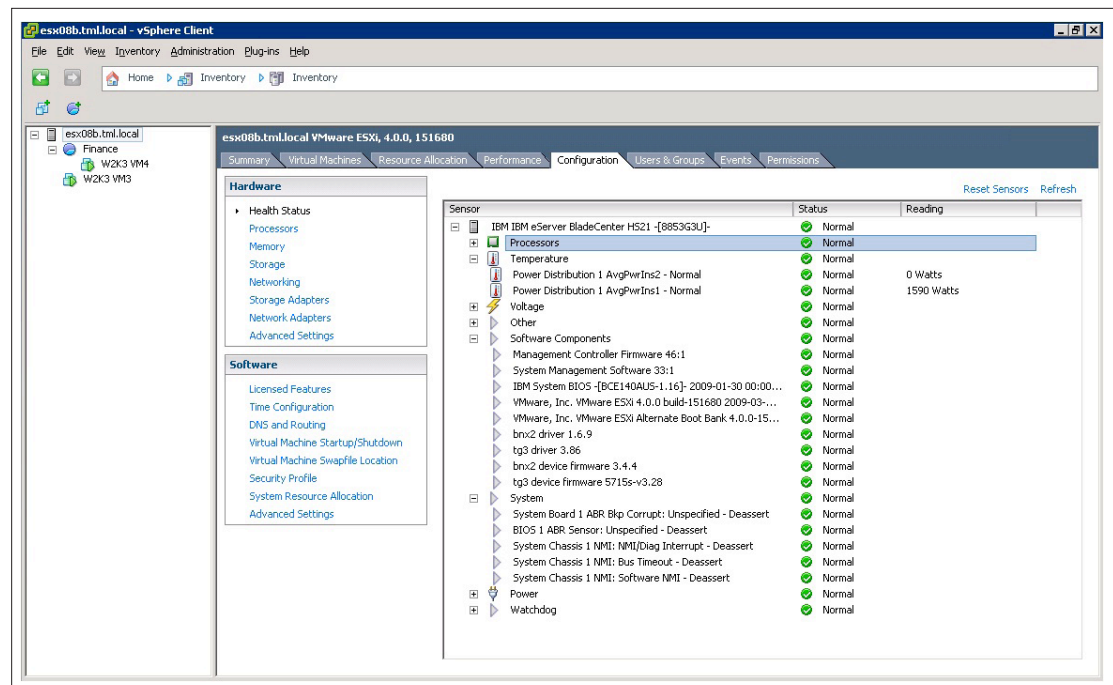 esx08b.tml.local - vSphere Client
File Edit View Inventory Administration Plug-ins Help
Home Inventory Inventory
esx08b.tml.local
Finance
W2K3 VM4
W2K3 VM3
esx08b.tml.local VMware ESXi, 4.0.0, 151680
Summary Virtual Machines Resource Allocation Performance Configuration Users & Groups Events Permissions
Hardware
Health Status
Processors
Memory
Storage
Networking
Storage Adapters
Network Adapters
Advanced Settings
Software
Licensed Features
Time Configuration
DNS and Routing
Virtual Machine Startup/Shutdown
Virtual Machine Swapfile Location
Security Profile
System Resource Allocation
Advanced Settings
Reset Sensors Refresh
Sensor Status Reading
IBM IBM eServer BladeCenter HS21 -[8853G3U]- Normal
Processors Normal
Temperature Normal
Power Distribution 1 AvgPwrIns2 - Normal Normal 0 Watts
Power Distribution 1 AvgPwrIns1 - Normal Normal 1590 Watts
Voltage Normal
Other Normal
Software Components Normal
Management Controller Firmware 46:1 Normal
System Management Software 33:1 Normal
IBM System BIOS -[BCE140AUS-1.16]- 2009-01-30 00:00... Normal
VMware, Inc. VMware ESXi 4.0.0 build-151680 2009-03-... Normal
VMware, Inc. VMware ESXi Alternate Boot Bank 4.0.0-15... Normal
bnx2 driver 1.6.9 Normal
tg3 driver 3.86 Normal
bnx2 device firmware 3.4.4 Normal
tg3 device firmware 5715s-v3.28 Normal
System Normal
System Board 1 ABR Bkp Corrupt: Unspecified - Deassert Normal
BIOS 1 ABR Sensor: Unspecified - Deassert Normal
System Chassis 1 NMI: NMI/Diag Interrupt - Deassert Normal
System Chassis 1 NMI: Bus Timeout - Deassert Normal
System Chassis 1 NMI: Software NMI - Deassert Normal
Power Normal
Watchdog Normal